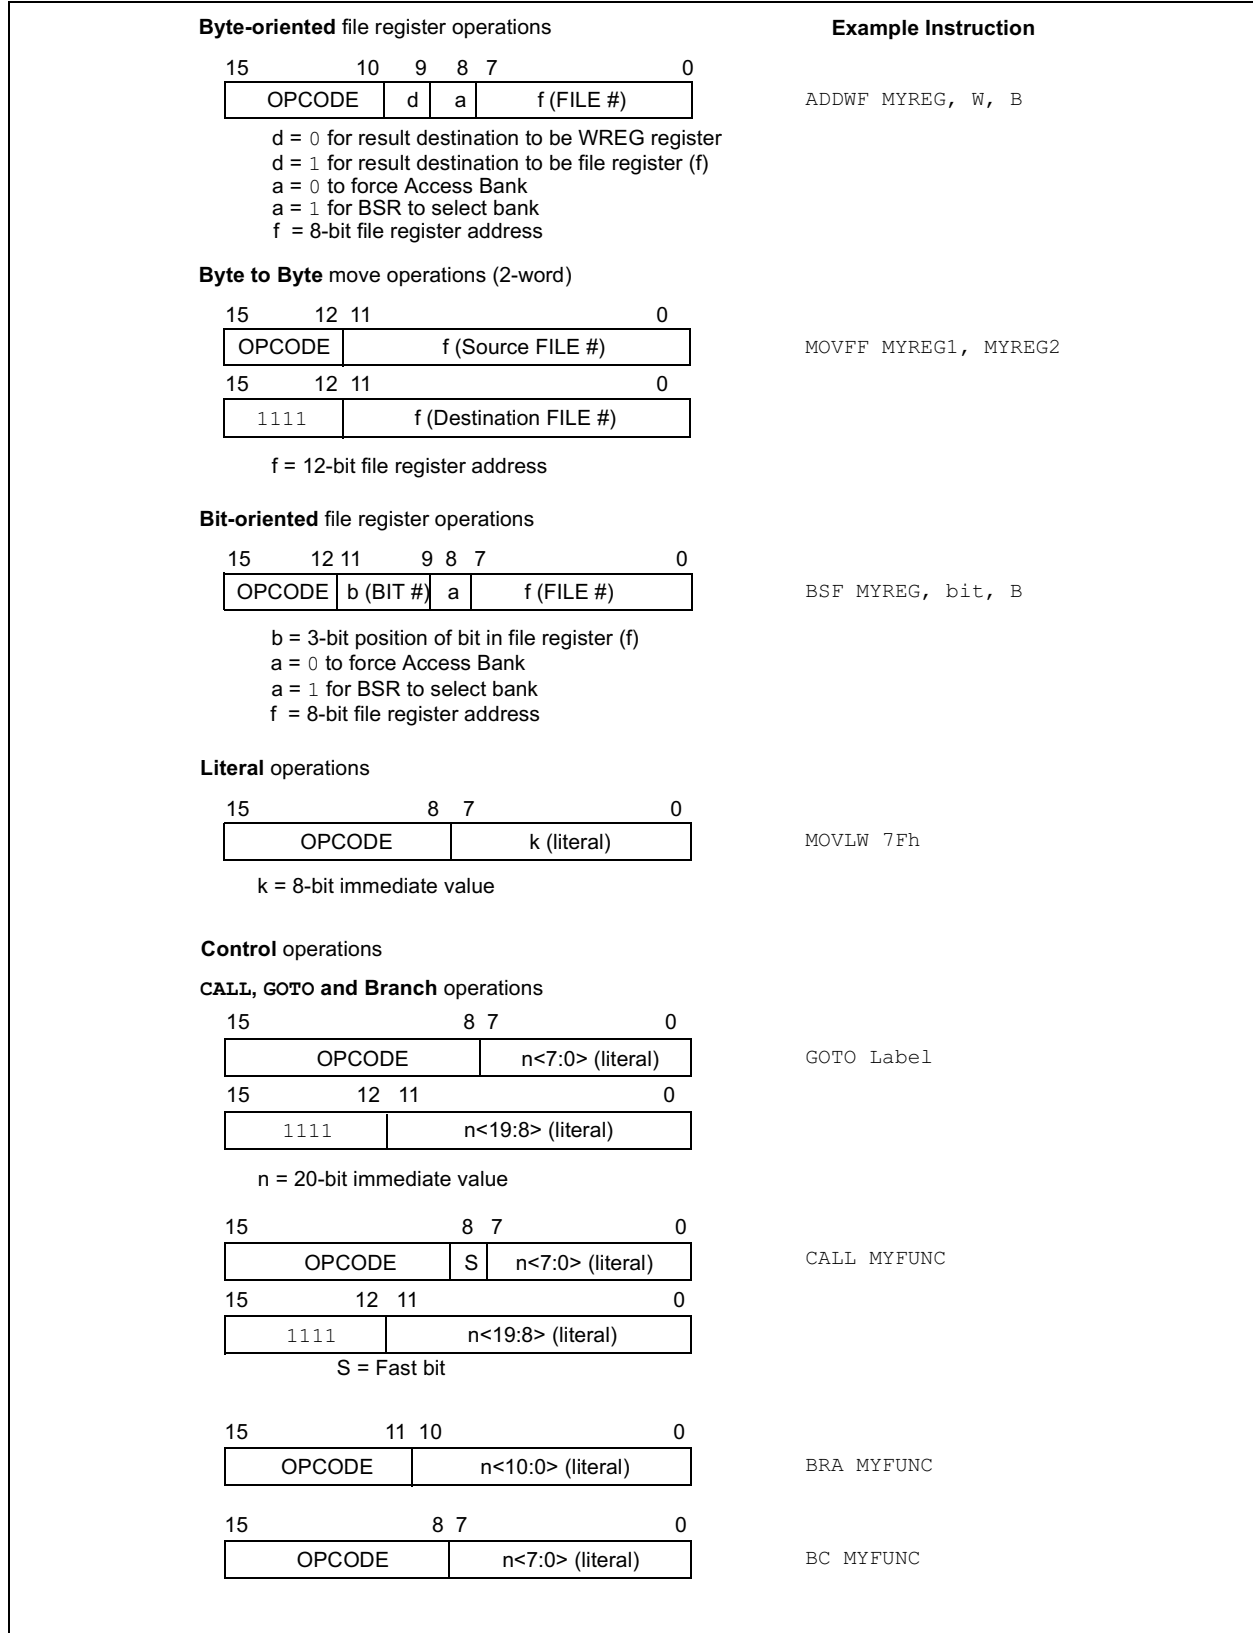 Byte-oriented file register operations Example Instruction
15 10 9 8 7 0
OPCODE d a f (FILE #) ADDWF MYREG, W, B
d = 0 for result destination to be WREG register
d = 1 for result destination to be file register (f)
a = 0 to force Access Bank
a = 1 for BSR to select bank
f = 8-bit file register address
Byte to Byte move operations (2-word)
15 12 11 0
OPCODE f (Source FILE #) MOVFF MYREG1, MYREG2
15 12 11 0
1111 f (Destination FILE #)
f = 12-bit file register address
Bit-oriented file register operations
15 12 11 9 8 7 0
OPCODE b (BIT #) a f (FILE #) BSF MYREG, bit, B
b = 3-bit position of bit in file register (f)
a = 0 to force Access Bank
a = 1 for BSR to select bank
f = 8-bit file register address
Literal operations
15 8 7 0
OPCODE k (literal) MOVLW 7Fh
k = 8-bit immediate value
Control operations
CALL, GOTO and Branch operations
15 8 7 0
OPCODE n<7:0> (literal) GOTO Label
15 12 11 0
1111 n<19:8> (literal)
n = 20-bit immediate value
15 8 7 0
OPCODE S n<7:0> (literal) CALL MYFUNC
15 12 11 0
1111 n<19:8> (literal)
S = Fast bit
15 11 10 0
OPCODE n<10:0> (literal) BRA MYFUNC
15 8 7 0
OPCODE n<7:0> (literal) BC MYFUNC